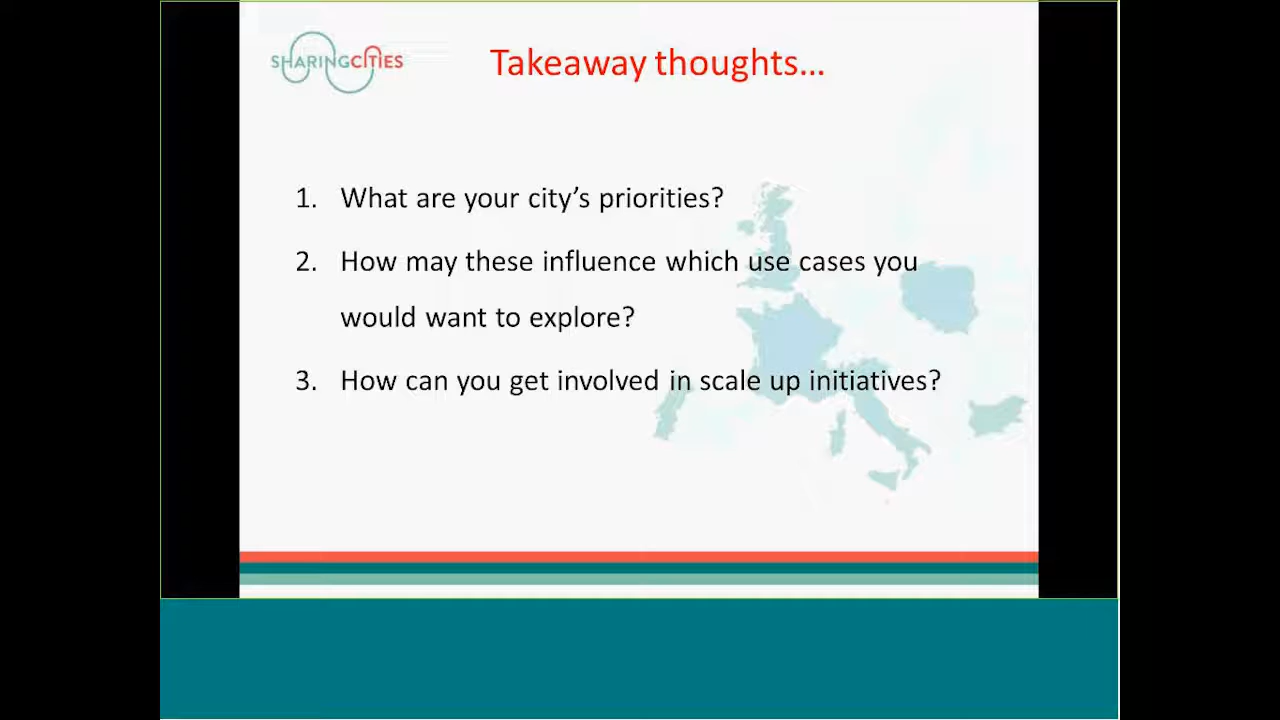 SHARINGCITIES
Takeaway thoughts…
1. What are your city’s priorities?
2. How may these influence which use cases you
would want to explore?
3. How can you get involved in scale up initiatives?